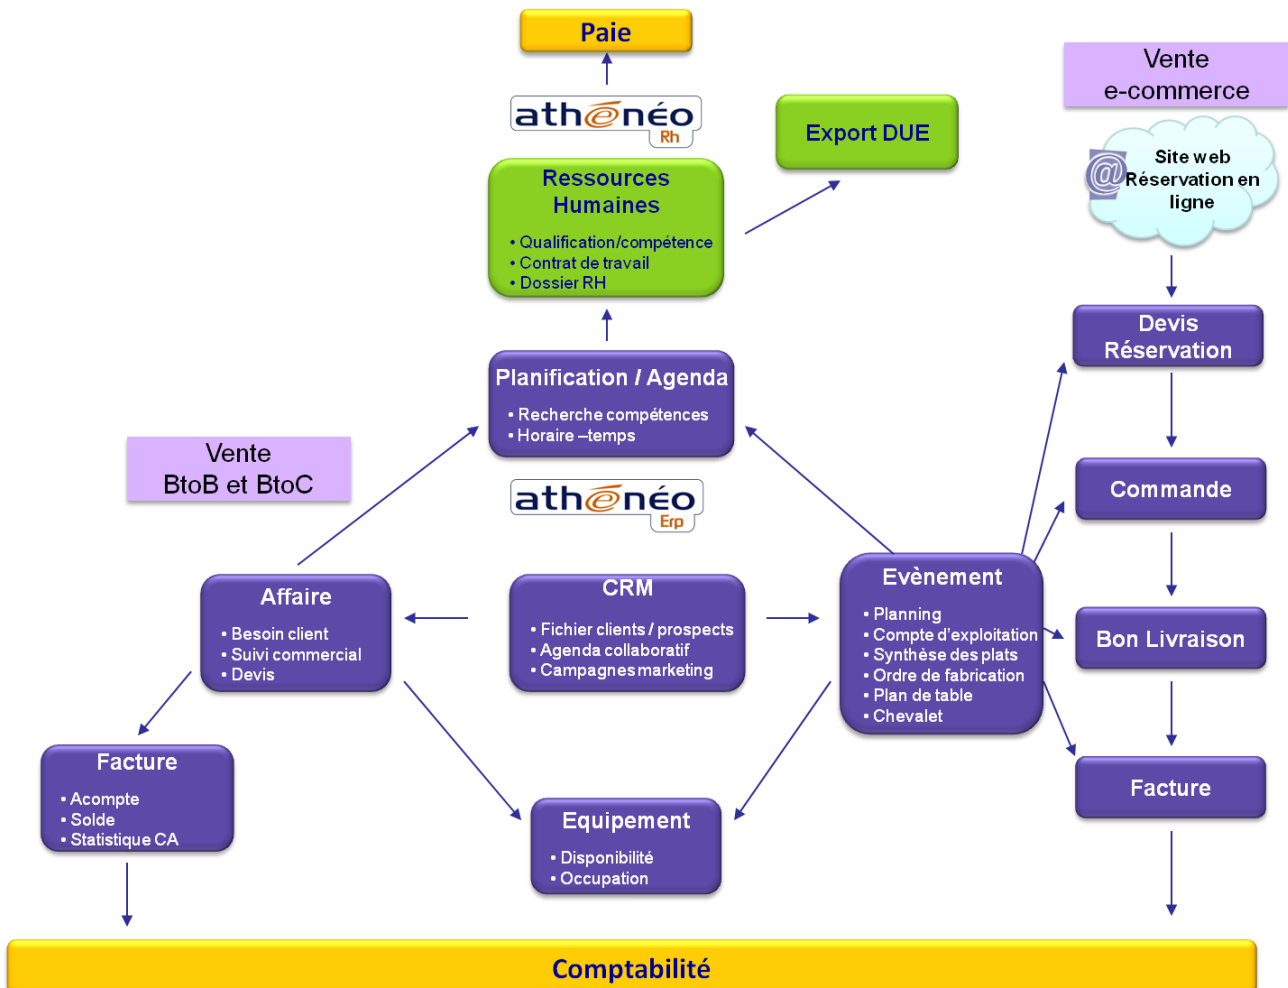 Paie
athénéo
Rh
Export DUE
Vente
e-commerce
@
Site web
Réservation en
ligne
Ressources
Humaines
• Qualification/compétence
• Contrat de travail
• Dossier RH
Devis
Réservation
Planification / Agenda
▪ Recherche compétences
▪ Horaire –temps
Vente
BtoB et BtoC
athénéo
Erp
Commande
Affaire
▪ Besoin client
▪ Suivi commercial
▪ Devis
CRM
▪ Fichier clients / prospects
▪ Agenda collaboratif
▪ Campagnes marketing
Evènement
▪ Planning
▪ Compte d'exploitation
▪ Synthèse des plats
▪ Ordre de fabrication
▪ Plan de table
▪ Chevalet
Bon Livraison
Facture
▪ Acompte
▪ Solde
▪ Statistique CA
Equipement
▪ Disponibilité
▪ Occupation
Facture
Comptabilité